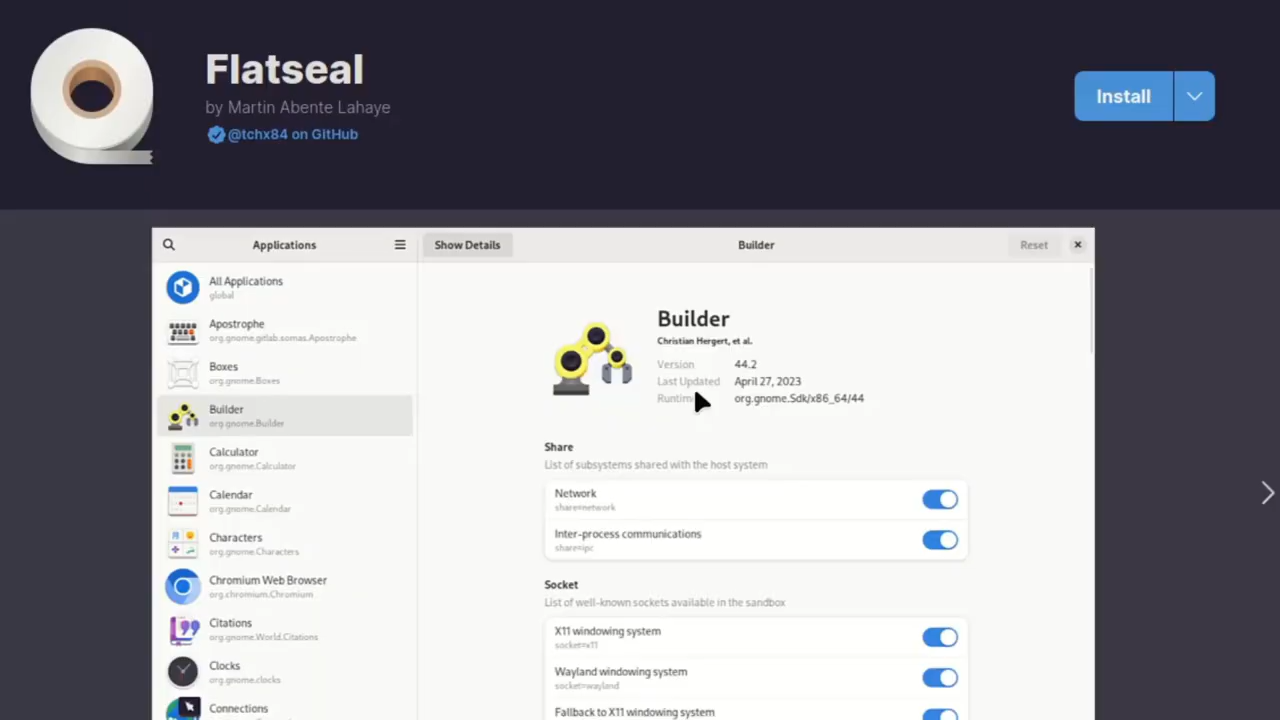 Flatseal
by Martin Abente Lahaye
@tchx84 on GitHub
Install
Applications
Show Details
Builder
Reset
All Applications
global
Apostrophe
org.gnome.gitlab.somas.Apostrophe
Boxes
org.gnome.Boxes
Builder
org.gnome.Builder
Calculator
org.gnome.Calculator
Calendar
org.gnome.Calendar
Characters
org.gnome.Characters
Chromium Web Browser
org.chromium.Chromium
Citations
org.gnome.World.Citations
Clocks
org.gnome.clocks
Connections
Builder
Christian Hergert, et al.
Version 44.2
Last Updated April 27, 2023
Runtime org.gnome.Sdk/x86_64/44
Share
List of subsystems shared with the host system
Network
share=network
Inter-process communications
share=ipc
Socket
List of well-known sockets available in the sandbox
X11 windowing system
socket=x11
Wayland windowing system
socket=wayland
Fallback to X11 windowing system